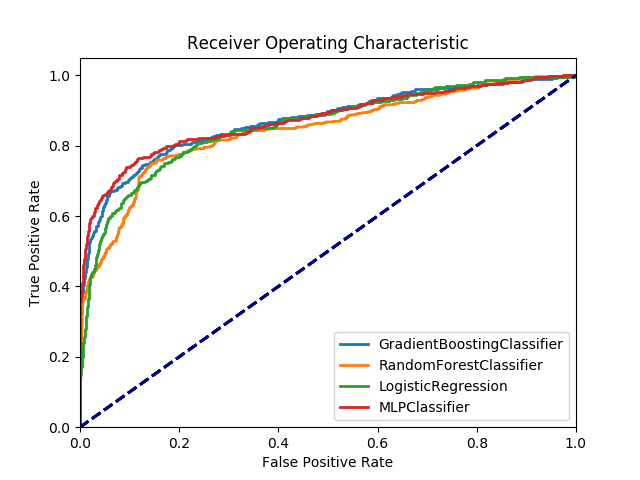 Receiver Operating Characteristic
True Positive Rate
1.0
0.8
0.6
0.4
0.2
0.0
0.0 0.2 0.4 0.6 0.8 1.0
False Positive Rate
GradientBoostingClassifier
RandomForestClassifier
LogisticRegression
MLPClassifier